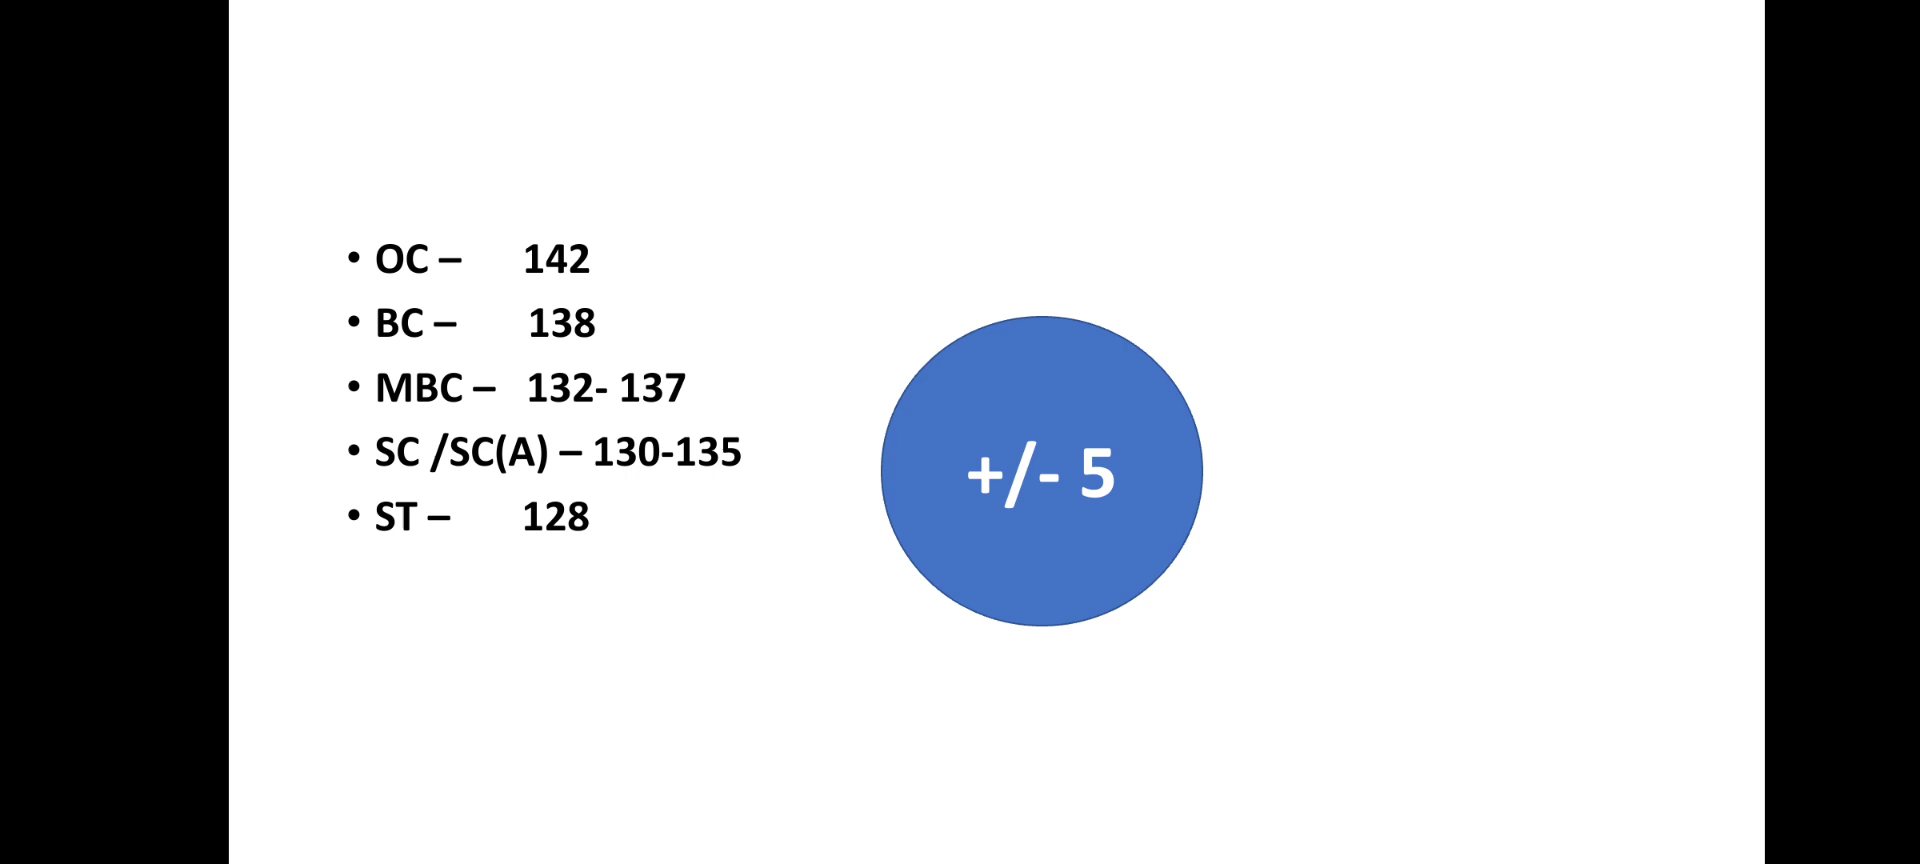 • OC – 142
• BC – 138
• MBC – 132- 137
• SC /SC(A) – 130-135
• ST – 128
+/- 5